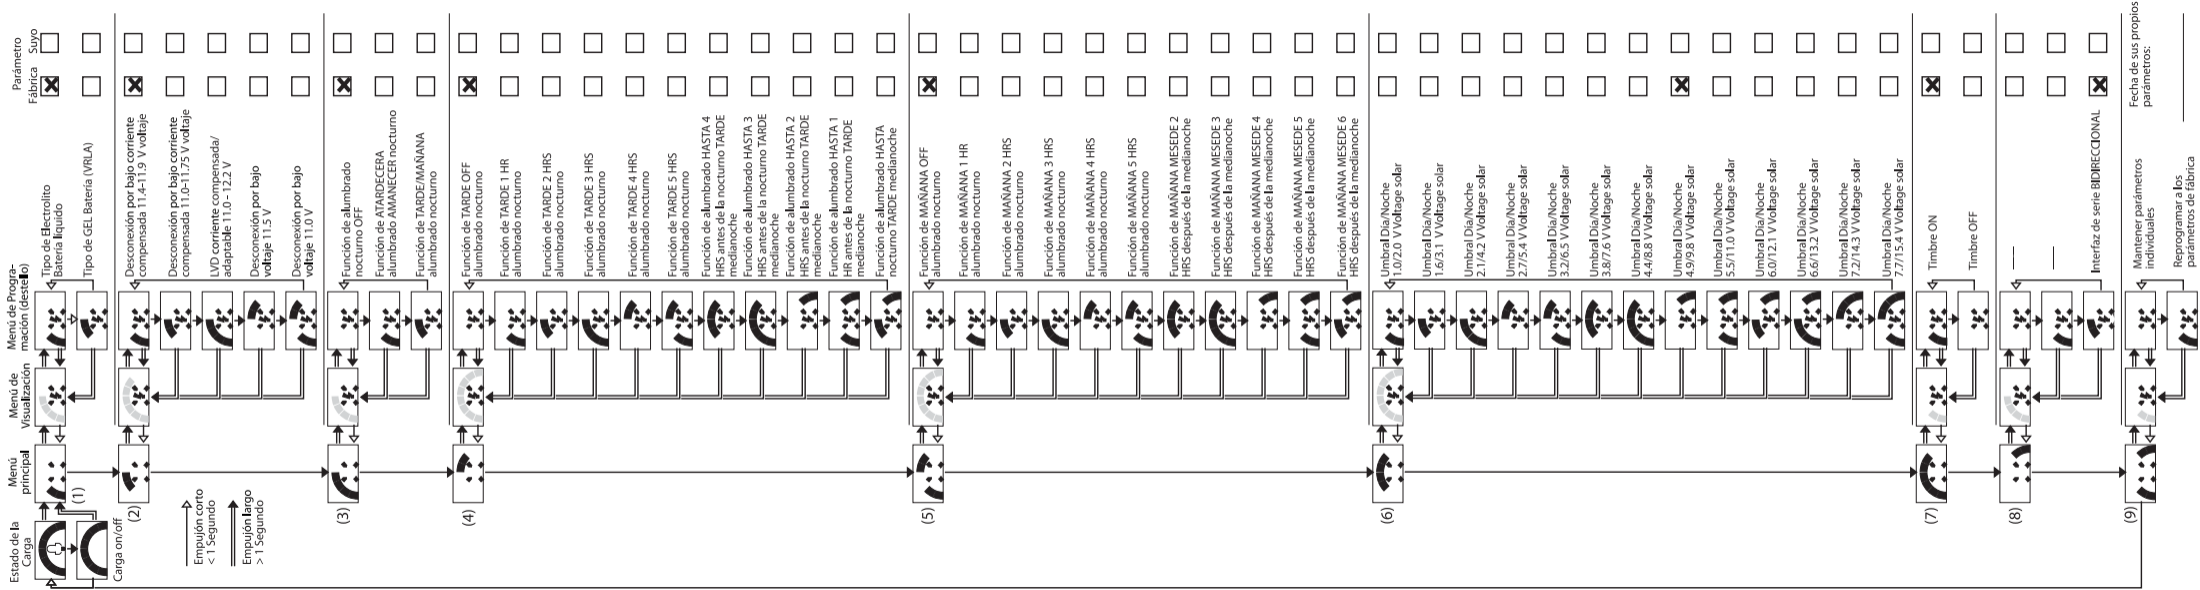 Estado de la
Carga
Menú
principal
Menú de
Visualización
Menú de Progra-
mación (destello)
Parámetro
Fábrica
Suyo
Carga on/off
Empujón corto
< 1 Segundo
Empujón largo
> 1 Segundo
(1)
Tipo de Electrolito
Batería líquido
Tipo de GEL Batería (VRLA)
(2)
Desconexión por bajo corriente
compensada 11.4-11.9 V voltaje
Desconexión por bajo corriente
compensada 11.0-11.75 V voltaje
LVD corriente compensada/
adaptable 11.0 - 12.2 V
Desconexión por bajo
voltaje 11.5 V
Desconexión por bajo
voltaje 11.0 V
(3)
Función de alumbrado
nocturno OFF
Función de ATARDECERA
alumbrado AMANECER nocturno
Función de TARDE/MAÑANA
alumbrado nocturno
(4)
Función de TARDE OFF
alumbrado nocturno
Función de TARDE 1 HR
alumbrado nocturno
Función de TARDE 2 HRS
alumbrado nocturno
Función de TARDE 3 HRS
alumbrado nocturno
Función de TARDE 4 HRS
alumbrado nocturno
Función de TARDE 5 HRS
alumbrado nocturno
Función de alumbrado HASTA 4
HRS antes de la nocturno TARDE
medianoche
Función de alumbrado HASTA 3
HRS antes de la nocturno TARDE
medianoche
Función de alumbrado HASTA 2
HRS antes de la nocturno TARDE
medianoche
Función de alumbrado HASTA 1
HR antes de la nocturno TARDE
medianoche
Función de alumbrado HASTA
nocturno TARDE medianoche
(5)
Función de MAÑANA OFF
alumbrado nocturno
Función de MAÑANA 1 HR
alumbrado nocturno
Función de MAÑANA 2 HRS
alumbrado nocturno
Función de MAÑANA 3 HRS
alumbrado nocturno
Función de MAÑANA 4 HRS
alumbrado nocturno
Función de MAÑANA 5 HRS
alumbrado nocturno
Función de MAÑANA MESEDE 2
HRS después de la medianoche
Función de MAÑANA MESEDE 3
HRS después de la medianoche
Función de MAÑANA MESEDE 4
HRS después de la medianoche
Función de MAÑANA MESEDE 5
HRS después de la medianoche
Función de MAÑANA MESEDE 6
HRS después de la medianoche
(6)
Umbral Día/Noche
1.0/2.0 V Voltage solar
Umbral Día/Noche
1.6/3.1 V Voltage solar
Umbral Día/Noche
2.1/4.2 V Voltage solar
Umbral Día/Noche
2.7/5.4 V Voltage solar
Umbral Día/Noche
3.2/6.5 V Voltage solar
Umbral Día/Noche
3.8/7.6 V Voltage solar
Umbral Día/Noche
4.4/8.8 V Voltage solar
Umbral Día/Noche
4.9/9.8 V Voltage solar
Umbral Día/Noche
5.5/11.0 V Voltage solar
Umbral Día/Noche
6.0/12.1 V Voltage solar
Umbral Día/Noche
6.6/13.2 V Voltage solar
Umbral Día/Noche
7.2/14.3 V Voltage solar
Umbral Día/Noche
7.7/15.4 V Voltage solar
(7)
Timbre ON
Timbre OFF
(8)
Interfaz de serie BIDIRECCIONAL
(9)
Mantener parámetros
individuales
Reprogramar a los
parámetros de fábrica
Fecha de sus propios
parámetros: